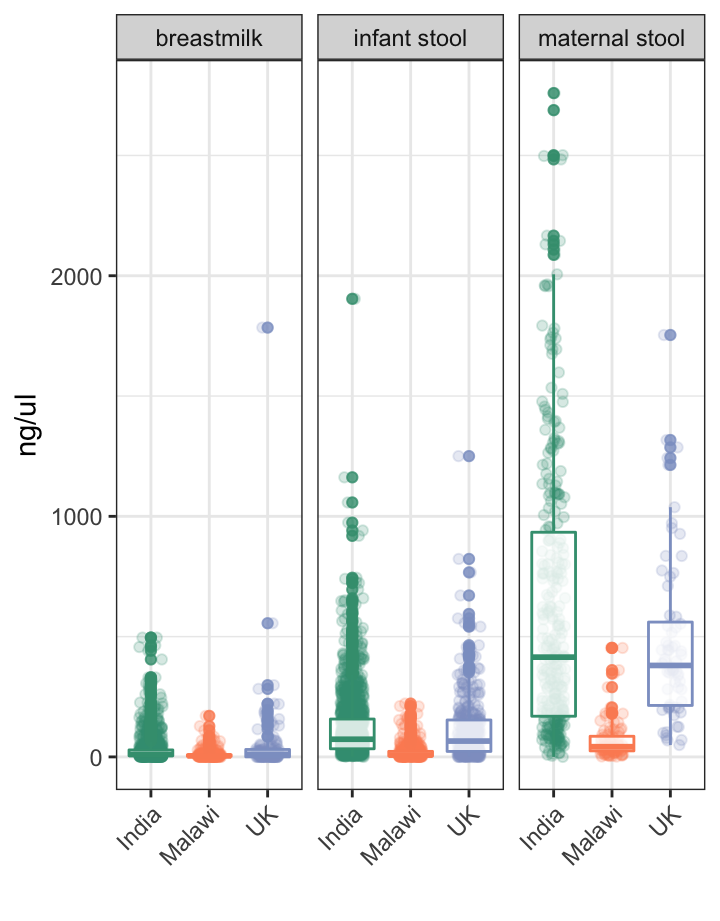 breastmilk infant stool maternal stool
2000
1000
0
ng/ul
India Malawi UK India Malawi UK India Malawi UK